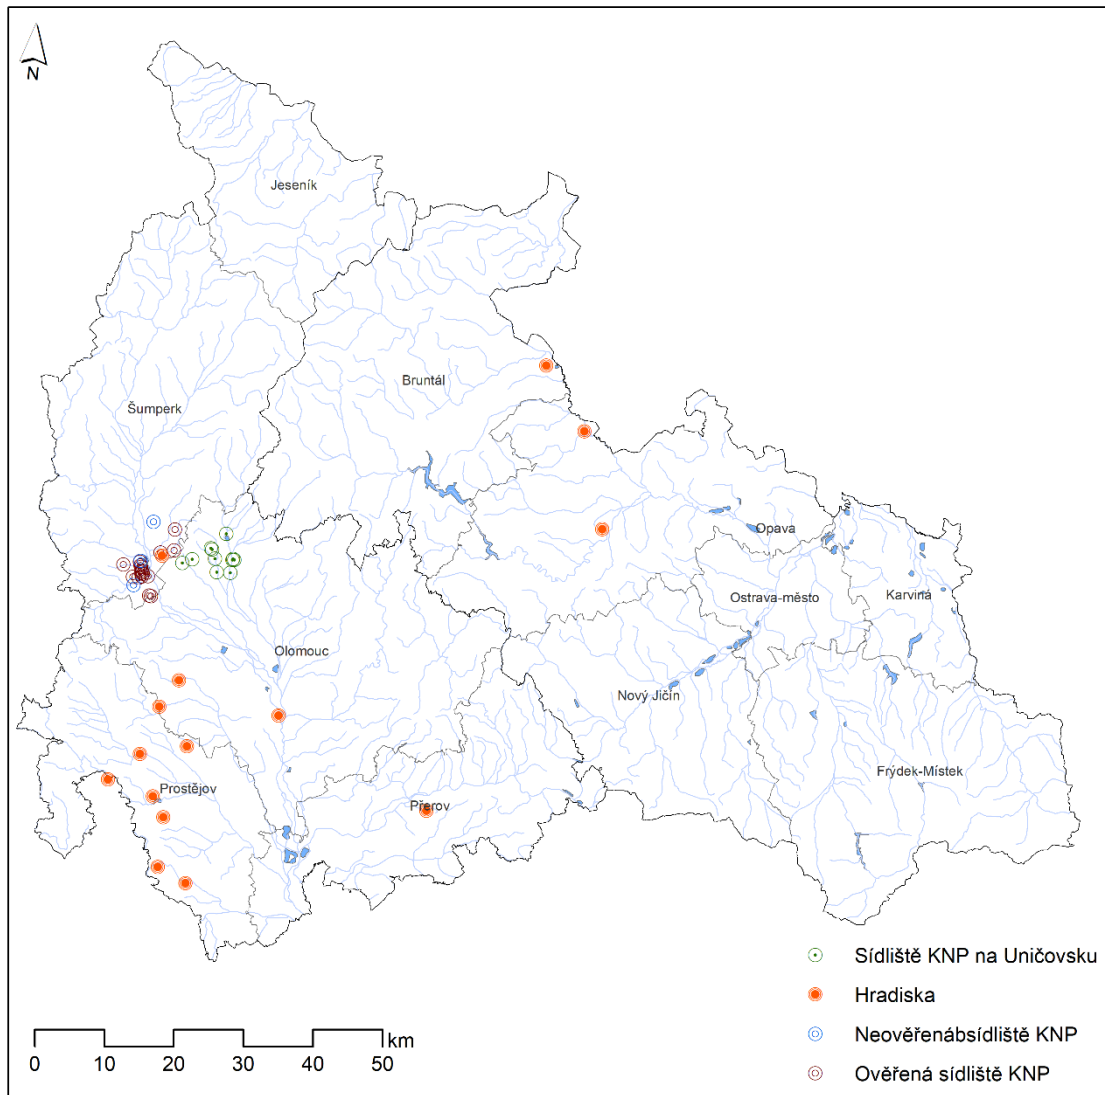 N
Jeseník
Bruntál
Šumperk
Opava
Ostrava-město
Karviná
Olomouc
Nový Jičín
Frýdek-Místek
Prostějov
Přerov
Sídliště KNP na Uničovsku
Hradiska
Neověřenábsídliště KNP
Ověřená sídliště KNP
km
0 10 20 30 40 50